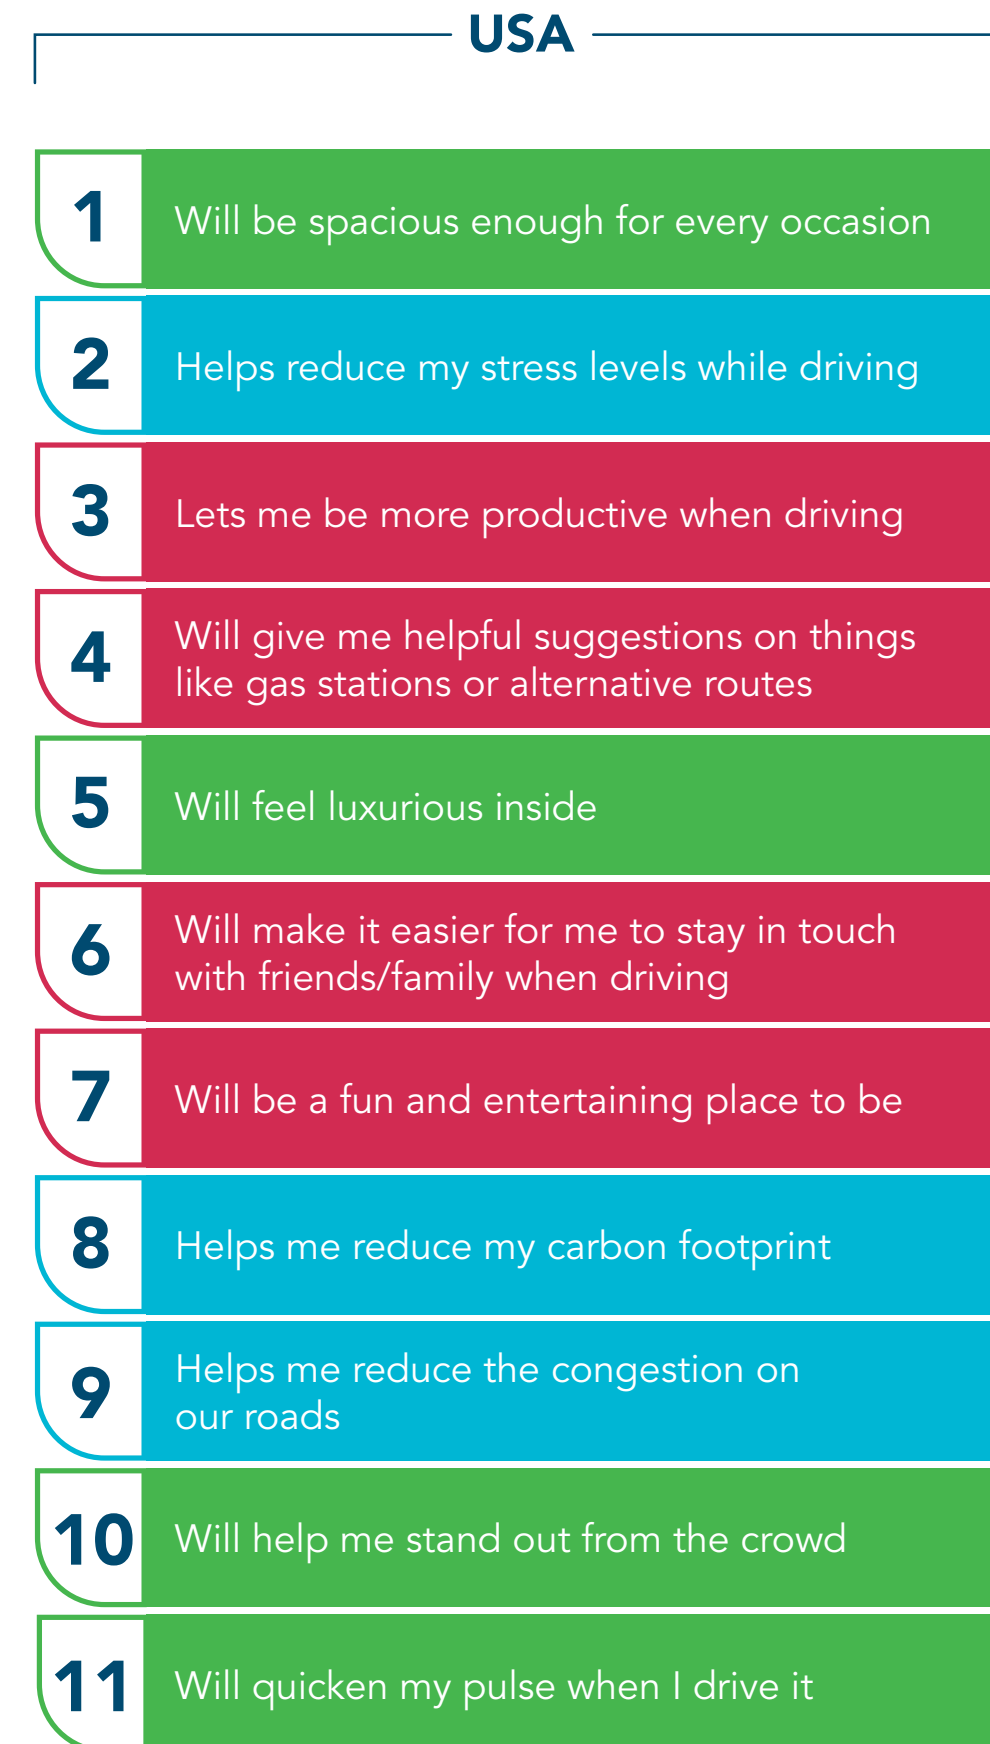 USA
1
Will be spacious enough for every occasion
2
Helps reduce my stress levels while driving
3
Lets me be more productive when driving
4
Will give me helpful suggestions on things
like gas stations or alternative routes
5
Will feel luxurious inside
6
Will make it easier for me to stay in touch
with friends/family when driving
7
Will be a fun and entertaining place to be
8
Helps me reduce my carbon footprint
9
Helps me reduce the congestion on
our roads
10
Will help me stand out from the crowd
11
Will quicken my pulse when I drive it